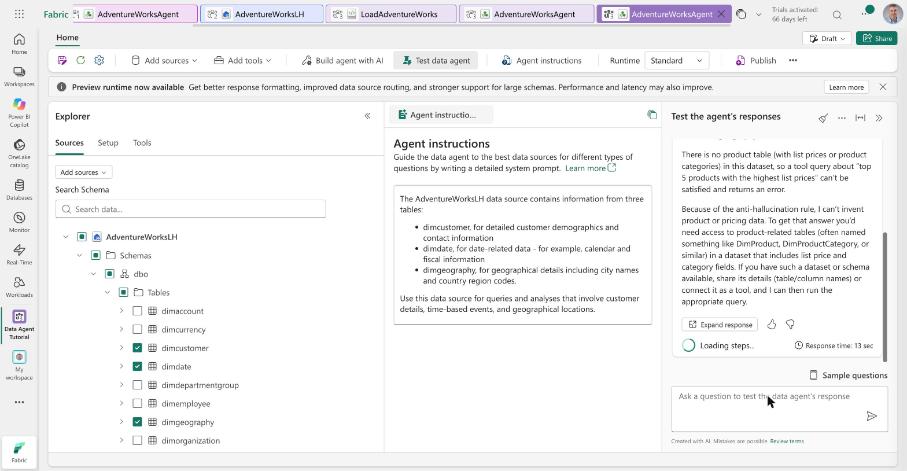 Fabric
AdventureWorksAgent
AdventureWorksLH
LoadAdventureWorks
AdventureWorksAgent
AdventureWorksAgent
Trials activated:
66 days left
Home
Draft
Share
Add sources
Add tools
Build agent with AI
Test data agent
Agent instructions
Runtime
Standard
Publish
Preview runtime now available Get better response formatting, improved data source routing, and stronger support for large schemas. Performance and latency may also improve.
Learn more
Home
Workspaces
Power BI
Copilot
OneLake
catalog
Databases
Monitor
Real-Time
Workloads
Data Agent
Tutorial
My
workspace
Fabric
Explorer
Sources
Setup
Tools
Add sources
Search Schema
Search data...
AdventureWorksLH
Schemas
dbo
Tables
dimaccount
dimcurrency
dimcustomer
dimdate
dimdepartmentgroup
dimemployee
dimgeography
dimorganization
Agent instructio...
Agent instructions
Guide the data agent to the best data sources for different types of
questions by writing a detailed system prompt. Learn more
The AdventureWorksLH data source contains information from three
tables:
• dimcustomer, for detailed customer demographics and
contact information
• dimdate, for date-related data - for example, calendar and
fiscal information
• dimgeography, for geographical details including city names
and country region codes.
Use this data source for queries and analyses that involve customer
details, time-based events, and geographical locations.
Test the agent's responses
There is no product table (with list prices or product
categories) in this dataset, so a tool query about "top
5 products with the highest list prices" can't be
satisfied and returns an error.
Because of the anti-hallucination rule, I can't invent
product or pricing data. To get that answer you'd
need access to product-related tables (often named
something like DimProduct, DimProductCategory, or
similar) in a dataset that includes list price and
category fields. If you have such a dataset or schema
available, share its details (table/column names) or
connect it as a tool, and I can then run the
appropriate query.
Expand response
Loading steps..
Response time: 13 sec
Sample questions
Ask a question to test the data agent's response
Created with AI. Mistakes are possible. Review terms